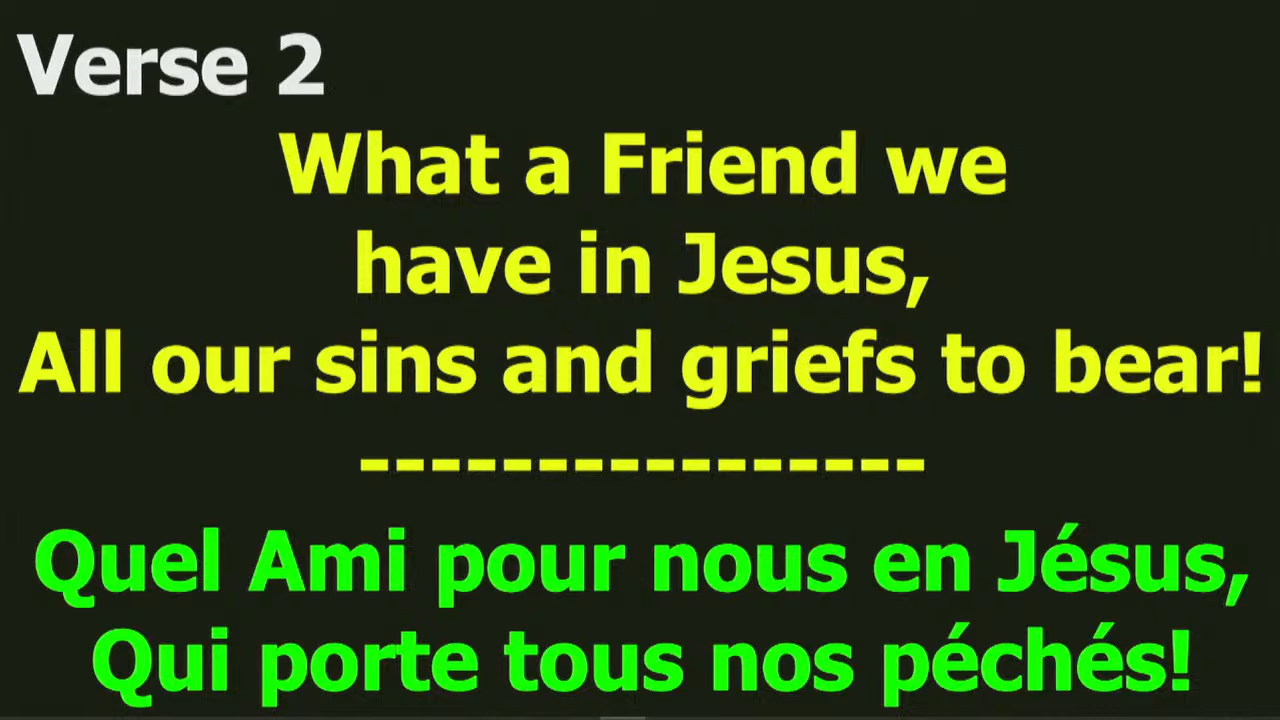 Verse 2
What a Friend we
have in Jesus,
All our sins and griefs to bear!
----------------
Quel Ami pour nous en Jésus,
Qui porte tous nos péchés!